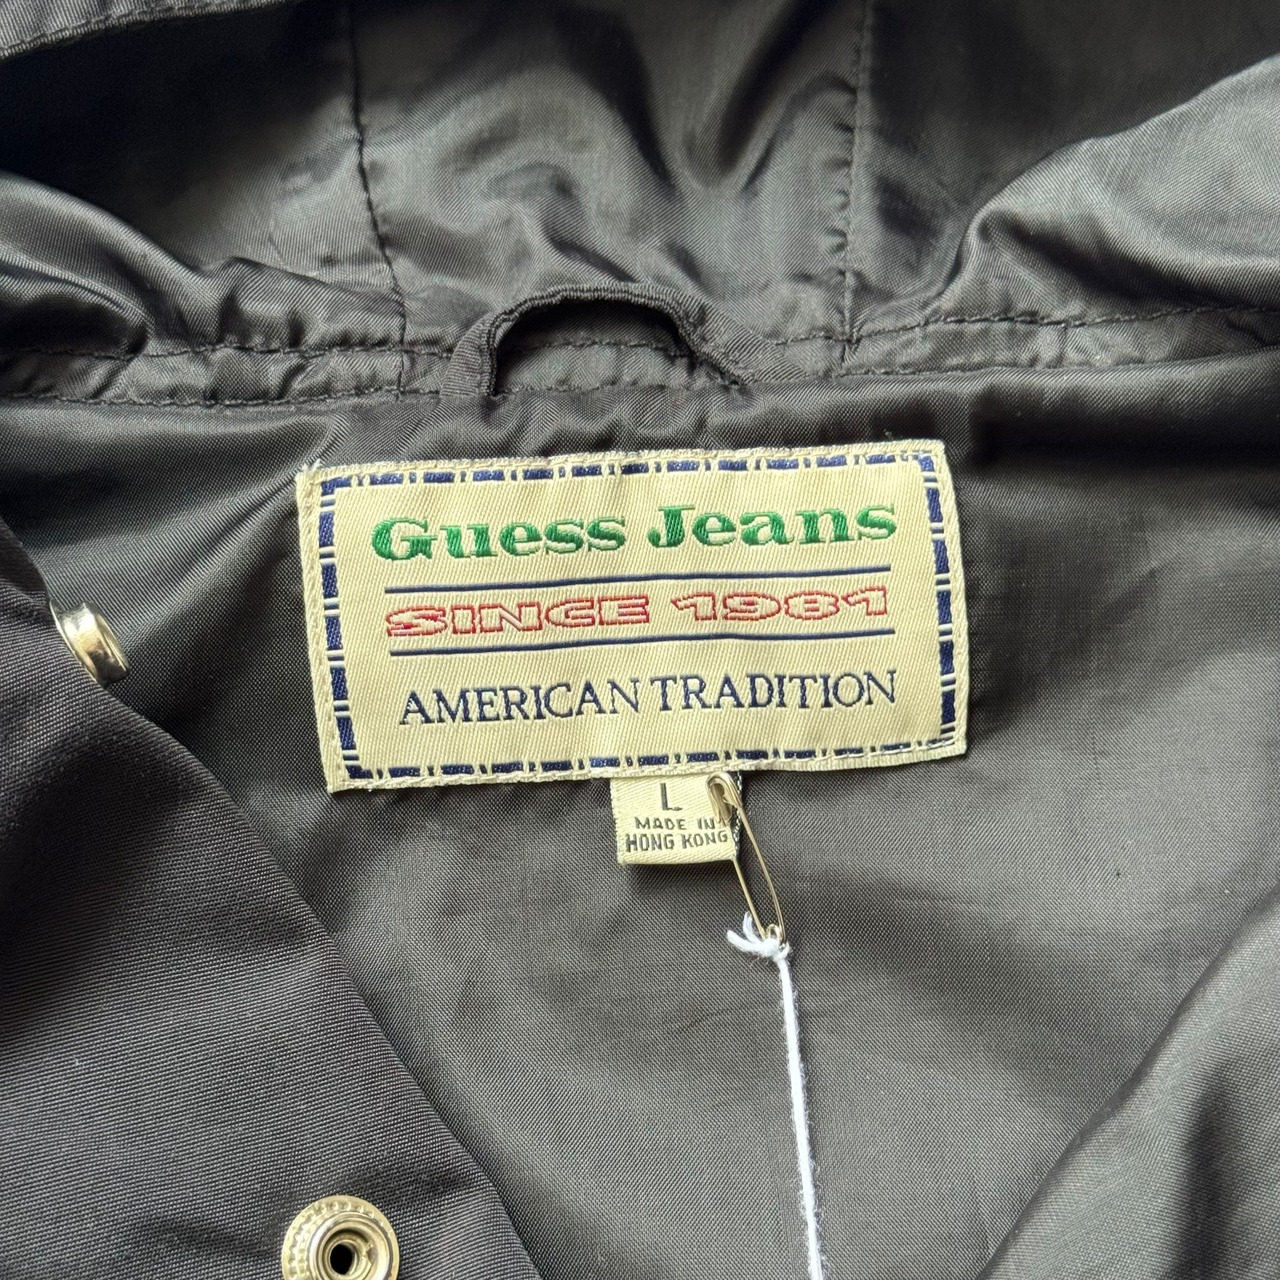 Guess Jeans
SINCE 1981
AMERICAN TRADITION
L
MADE IN
HONG KONG